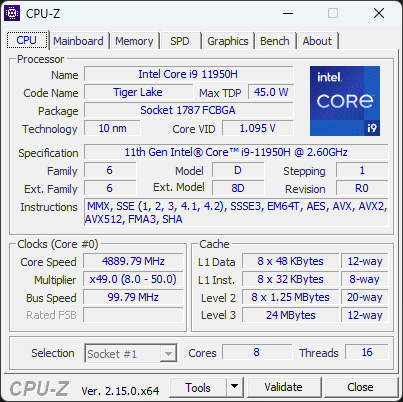 CPU-Z
CPU Mainboard Memory SPD Graphics Bench About
Processor
Name Intel Core i9 11950H
Code Name Tiger Lake Max TDP 45.0 W
Package Socket 1787 FCBGA
Technology 10 nm Core VID 1.095 V
intel
CORE
i9
Specification 11th Gen Intel® Core™ i9-11950H @ 2.60GHz
Family 6 Model D Stepping 1
Ext. Family 6 Ext. Model 8D Revision R0
Instructions MMX, SSE (1, 2, 3, 4.1, 4.2), SSSE3, EM64T, AES, AVX, AVX2,
AVX512, FMA3, SHA
Clocks (Core #0)
Core Speed 4889.79 MHz
Multiplier x49.0 (8.0 - 50.0)
Bus Speed 99.79 MHz
Rated FSB
Cache
L1 Data 8 x 48 KBytes 12-way
L1 Inst. 8 x 32 KBytes 8-way
Level 2 8 x 1.25 MBytes 20-way
Level 3 24 MBytes 12-way
Selection Socket #1 Cores 8 Threads 16
CPU-Z Ver. 2.15.0.x64 Tools Validate Close